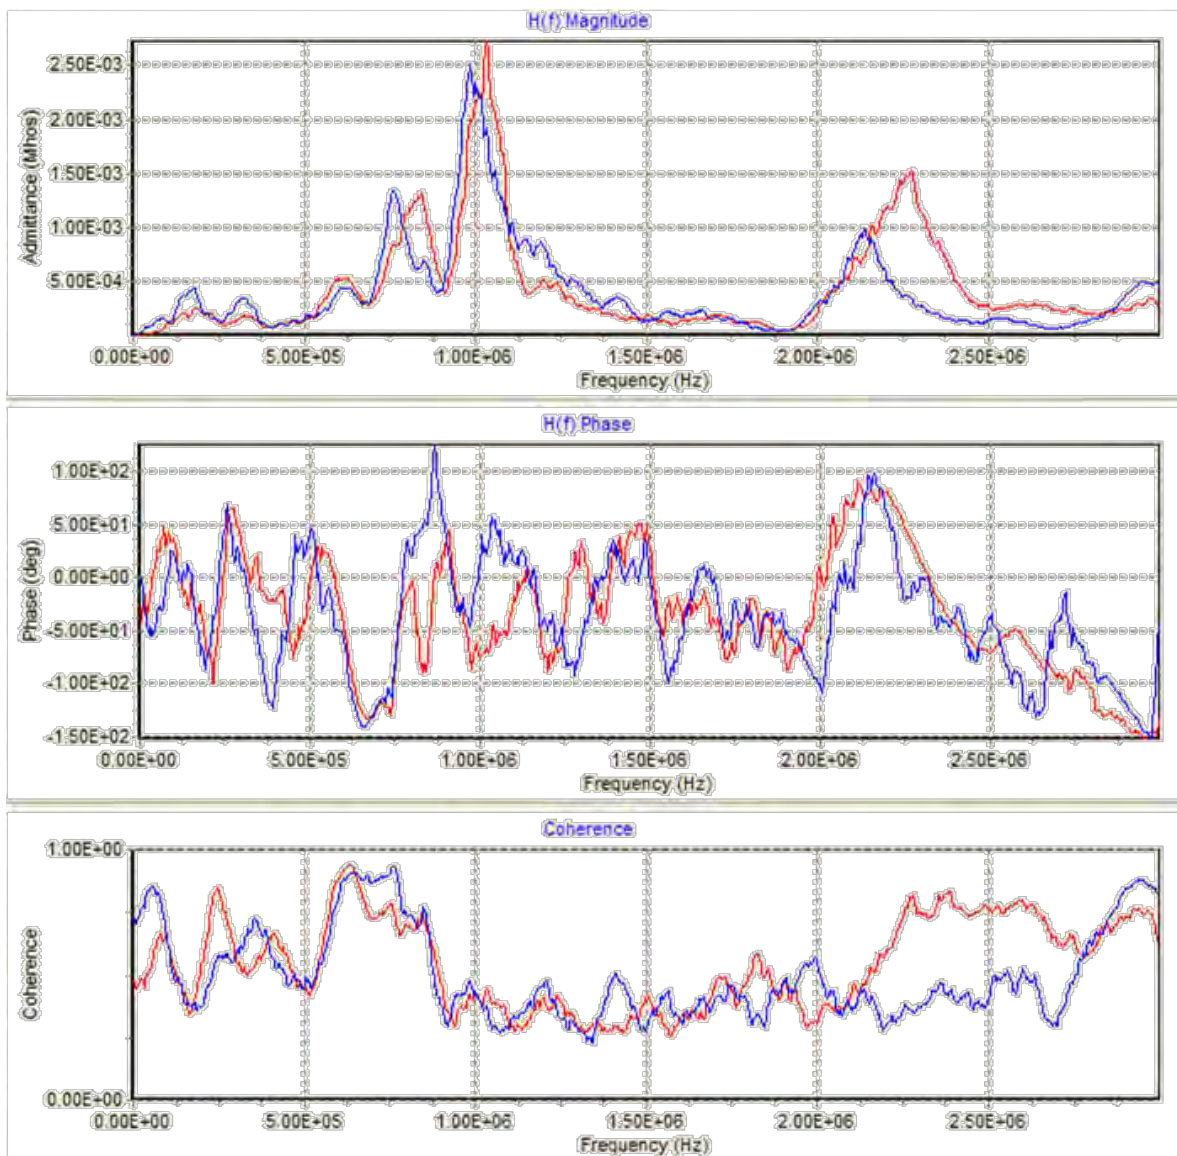 H(f) Magnitude
Admittance (Mhos)
2.50E-03
2.00E-03
1.50E-03
1.00E-03
5.00E-04
0.00E+00 5.00E+05 1.00E+06 1.50E+06 2.00E+06 2.50E+06
Frequency (Hz)
H(f) Phase
Phase (deg)
1.00E+02
5.00E+01
0.00E+00
-5.00E+01
-1.00E+02
-1.50E+02
0.00E+00 5.00E+05 1.00E+06 1.50E+06 2.00E+06 2.50E+06
Frequency (Hz)
Coherence
Coherence
1.00E+00
0.00E+00
0.00E+00 5.00E+05 1.00E+06 1.50E+06 2.00E+06 2.50E+06
Frequency (Hz)